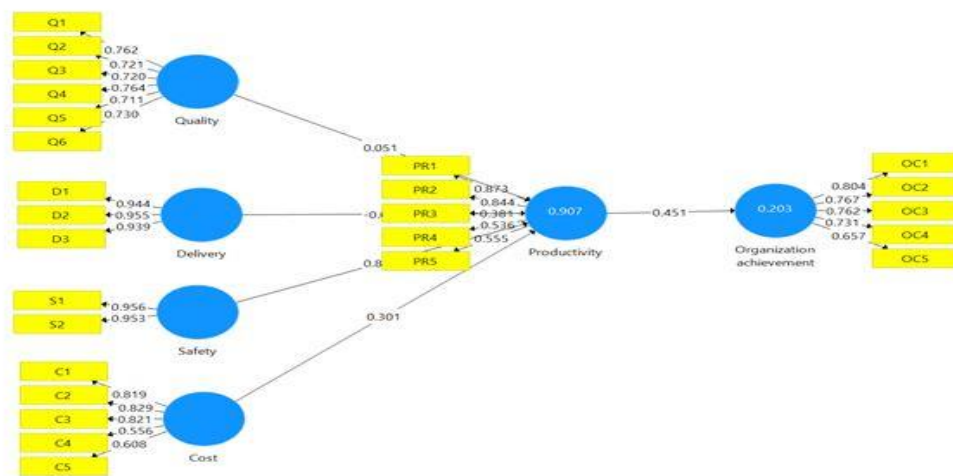 Q1
Q2
Q3
Q4
Q5
Q6
0.762
0.721
0.720
0.764
0.711
0.730
Quality
0.051
D1
D2
D3
0.944
0.955
0.939
Delivery
S1
S2
0.956
0.953
Safety
C1
C2
C3
C4
C5
0.819
0.829
0.821
0.556
0.608
Cost
0.301
PR1
PR2
PR3
PR4
PR5
0.873
0.844
0.381
0.536
0.555
0.907
Productivity
0.451
0.203
Organization
achievement
0.804
0.767
0.762
0.731
0.657
OC1
OC2
OC3
OC4
OC5